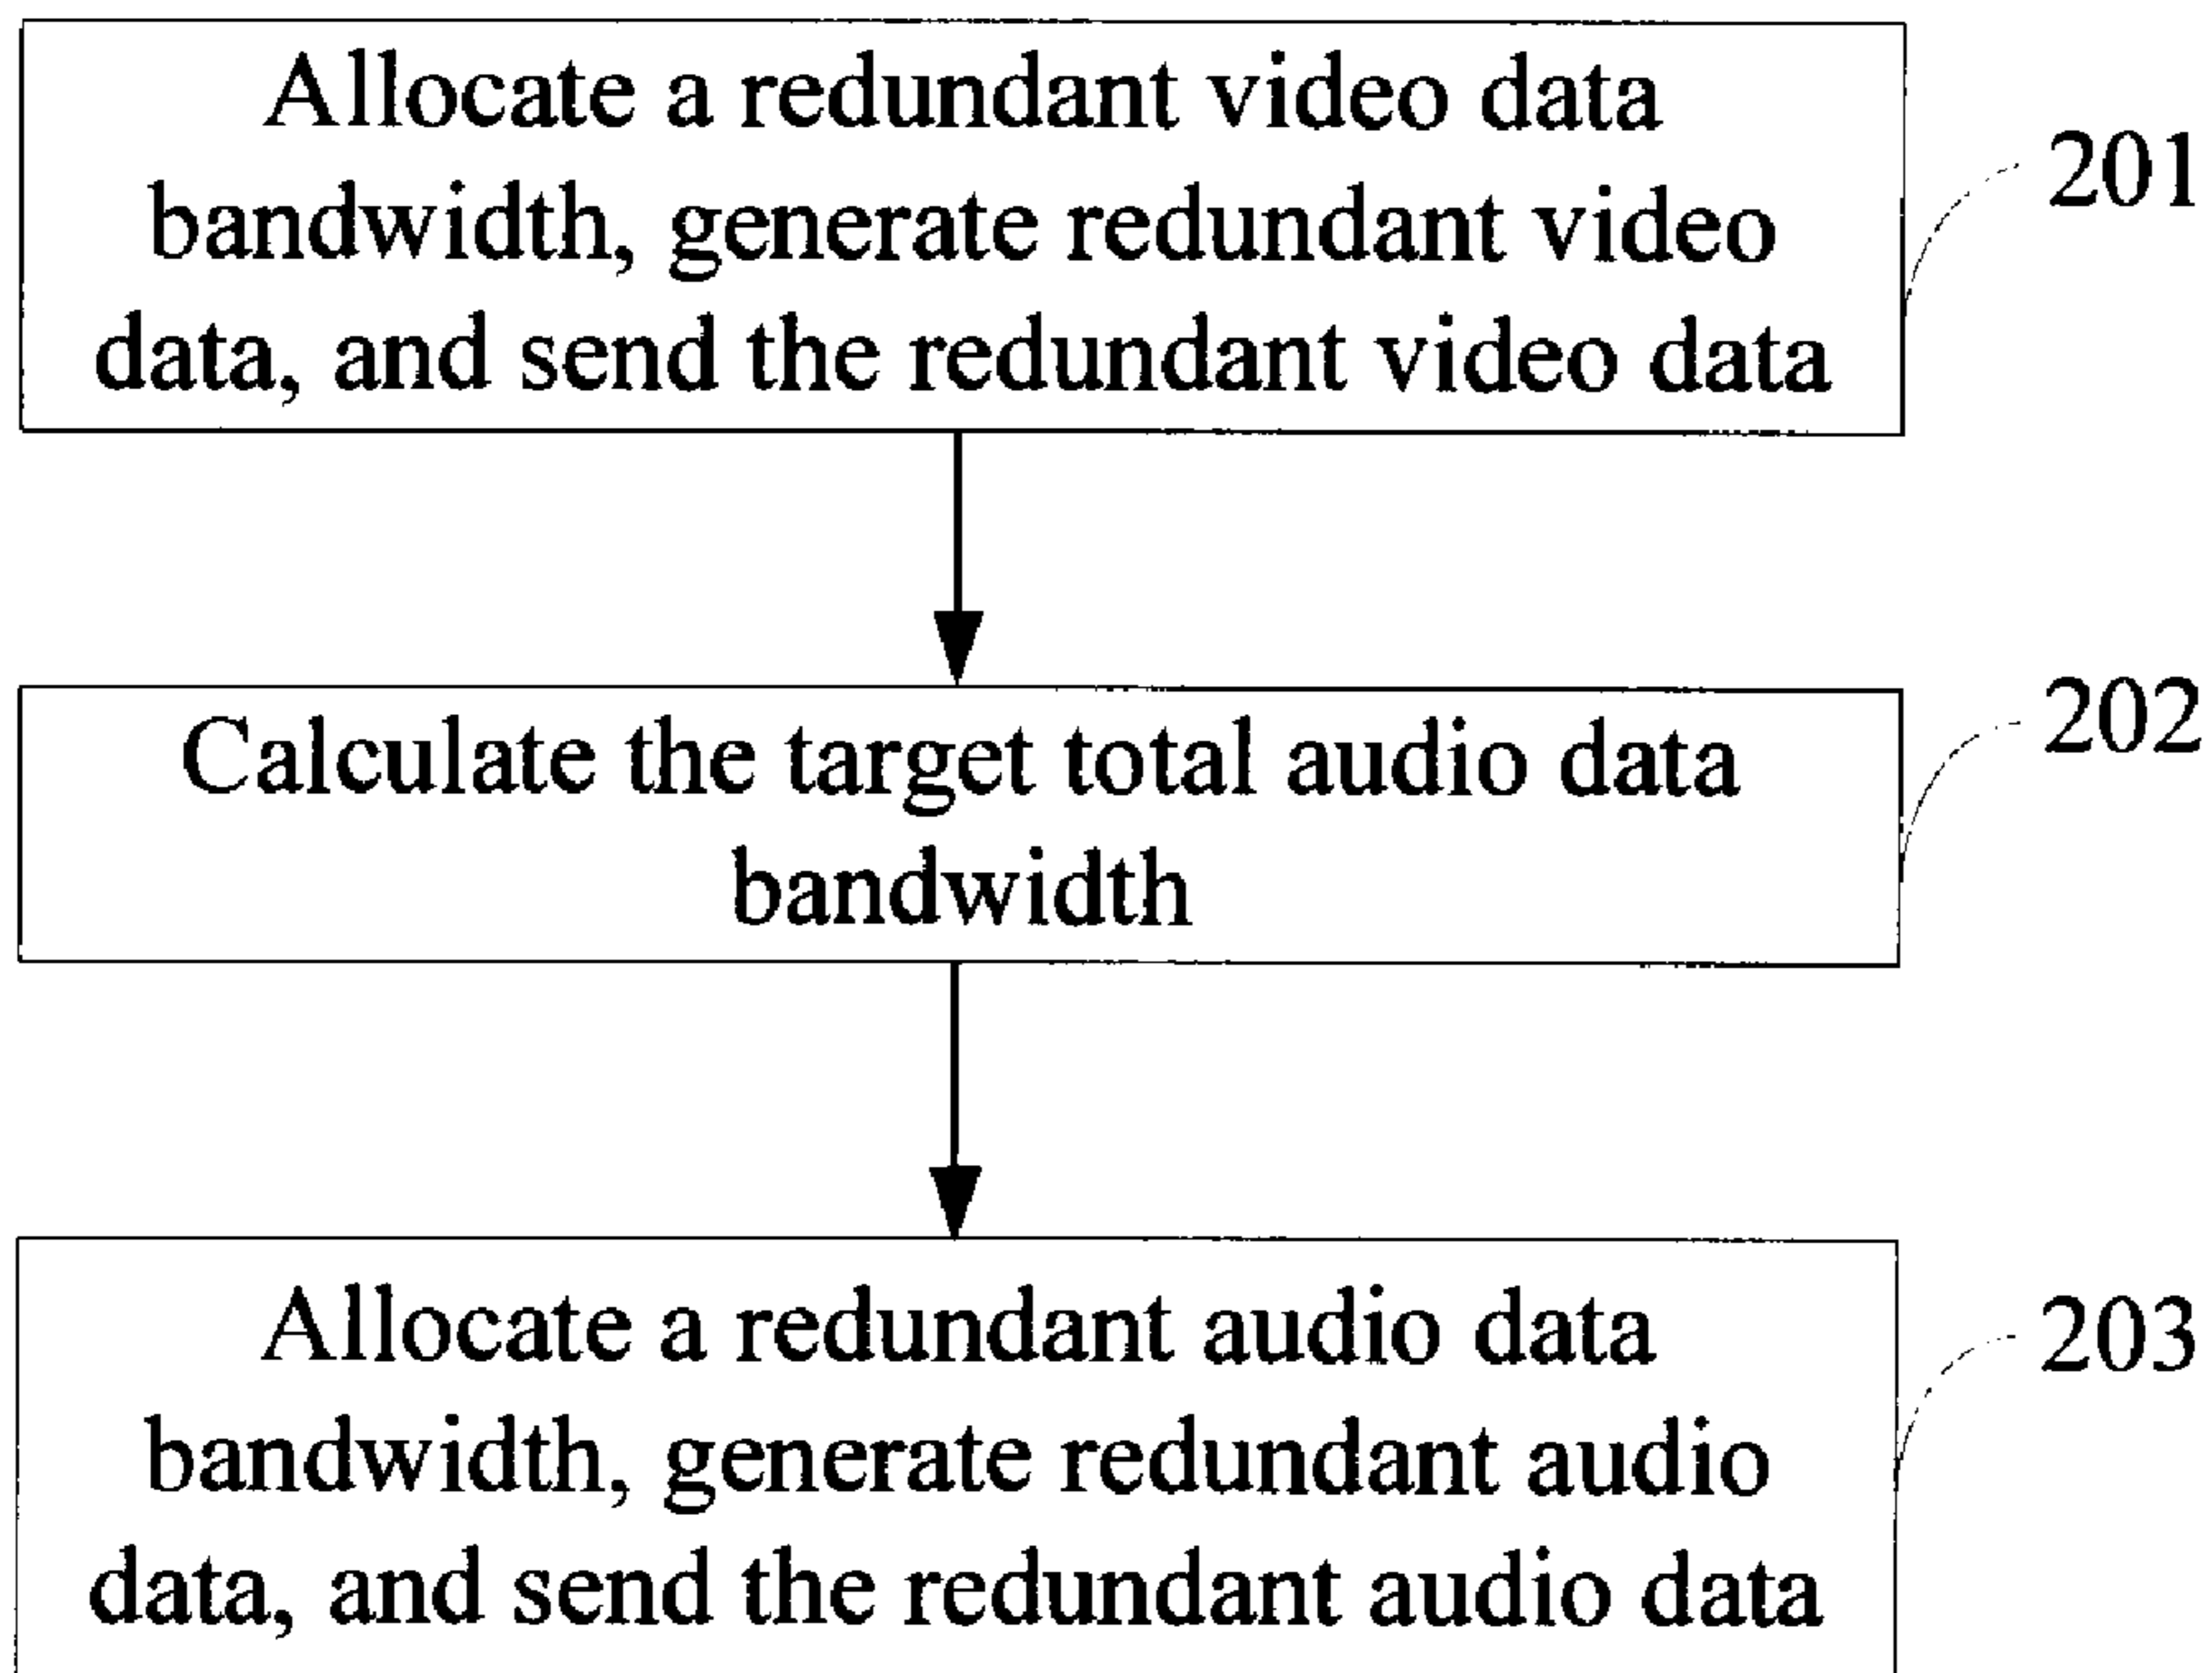 Allocate a redundant video data
bandwidth, generate redundant video
data, and send the redundant video data
201
Calculate the target total audio data
bandwidth
202
Allocate a redundant audio data
bandwidth, generate redundant audio
data, and send the redundant audio data
203